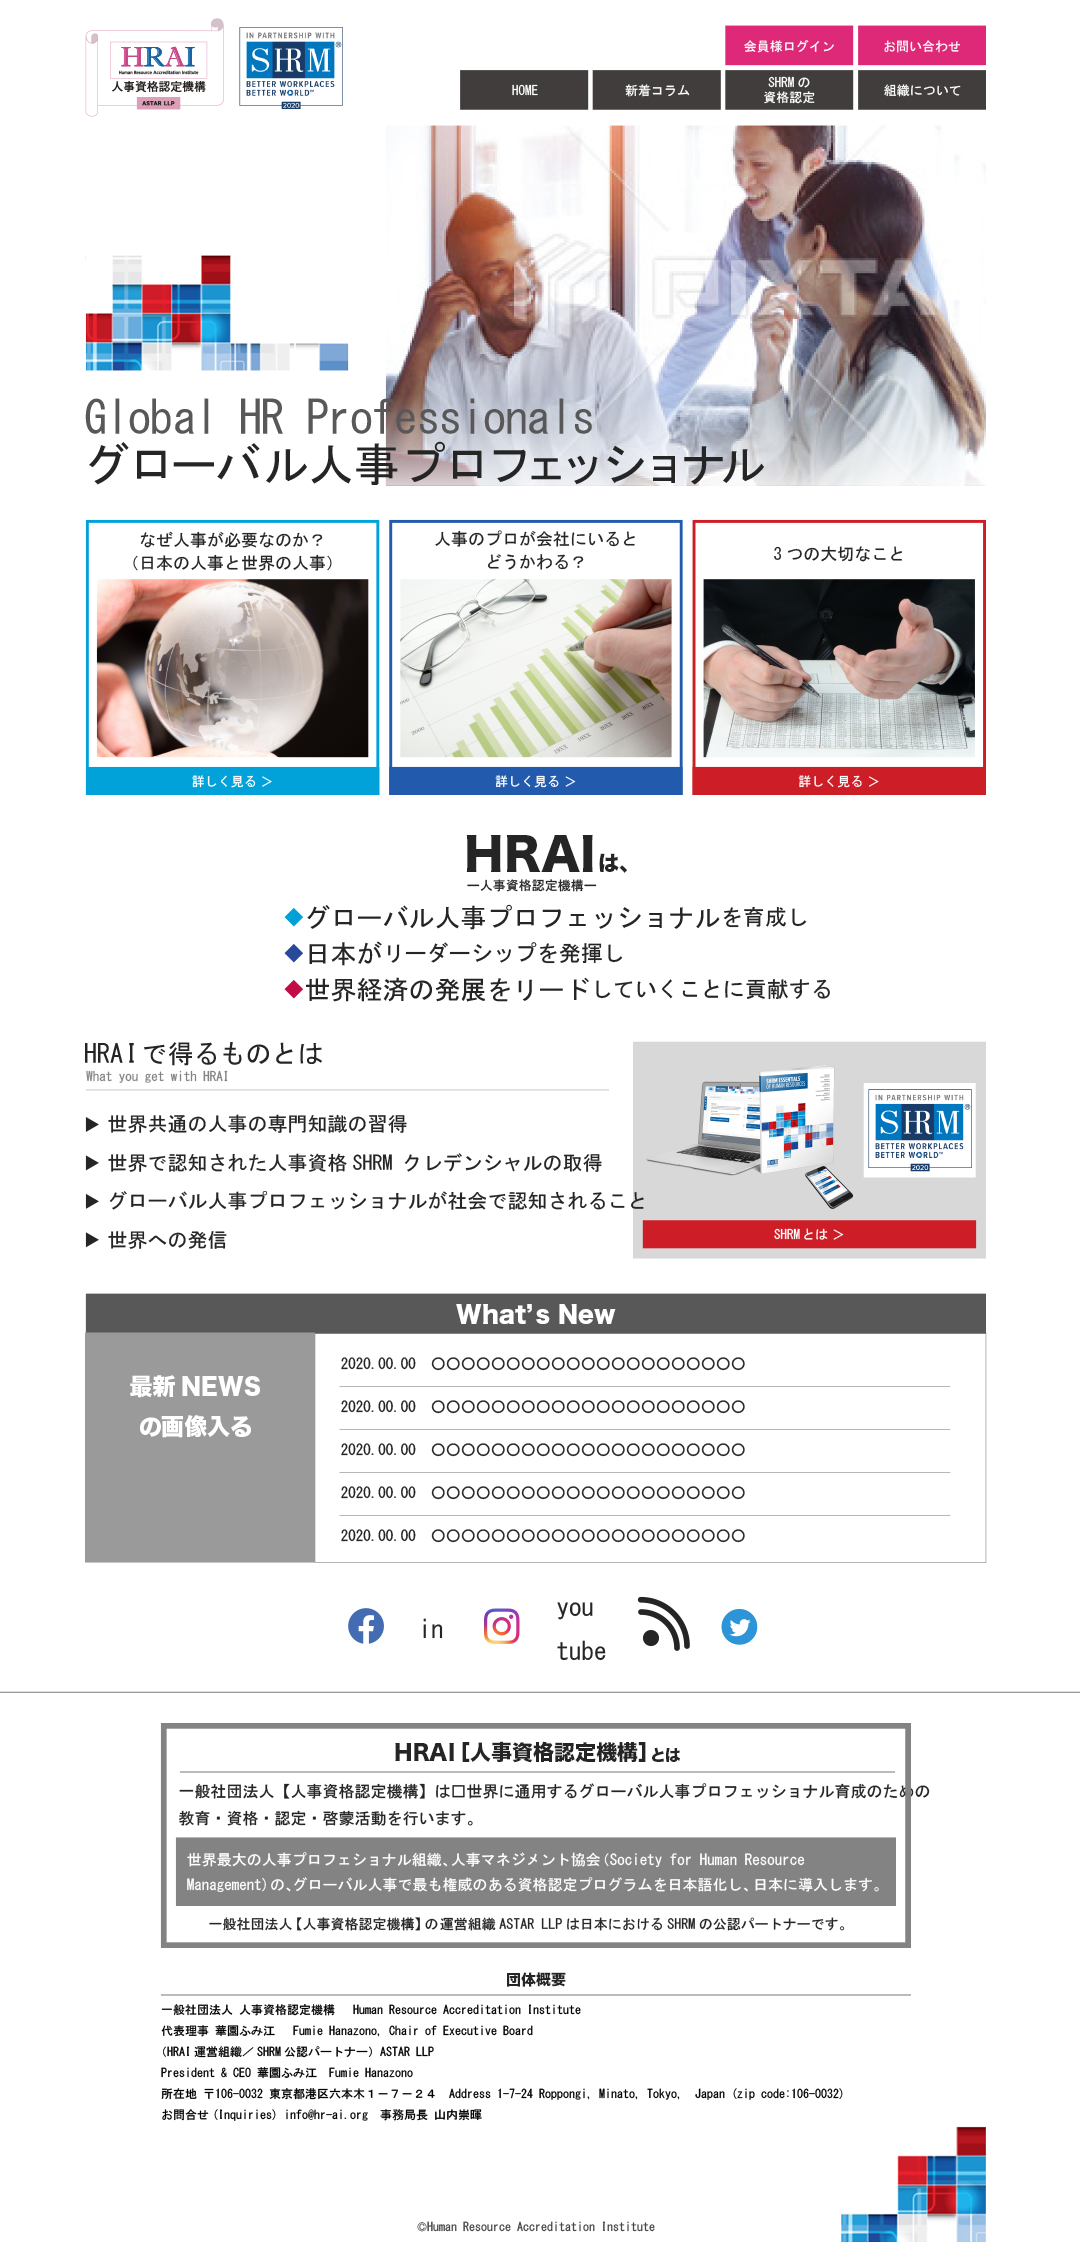 HRAI
Human Resource Accreditation Institute
人事資格認定機構
ASTAR LLP
IN PARTNERSHIP WITH
SHRM®
BETTER WORKPLACES
BETTER WORLD™
2020
会員様ログイン
お問い合わせ
HOME
新着コラム
SHRM の
資格認定
組織について
PIXTA
Global HR Professionals
グローバル人事プロフェッショナル
なぜ人事が必要なのか？
（日本の人事と世界の人事）
人事のプロが会社にいると
どうかわる？
3 つの大切なこと
詳しく見る ＞
詳しく見る ＞
詳しく見る ＞
HRAI は、
ー人事資格認定機構ー
◆グローバル人事プロフェッショナルを育成し
◆日本がリーダーシップを発揮し
◆世界経済の発展をリードしていくことに貢献する
HRAI で得るものとは
What you get with HRAI
▶ 世界共通の人事の専門知識の習得
▶ 世界で認知された人事資格 SHRM クレデンシャルの取得
▶ グローバル人事プロフェッショナルが社会で認知されること
▶ 世界への発信
SHRM ESSENTIALS
OF HUMAN RESOURCES
IN PARTNERSHIP WITH
SHRM®
BETTER WORKPLACES
BETTER WORLD™
2020
SHRM とは ＞
What's New
最新 NEWS
の画像入る
2020.00.00 〇〇〇〇〇〇〇〇〇〇〇〇〇〇〇〇〇〇〇〇〇
2020.00.00 〇〇〇〇〇〇〇〇〇〇〇〇〇〇〇〇〇〇〇〇〇
2020.00.00 〇〇〇〇〇〇〇〇〇〇〇〇〇〇〇〇〇〇〇〇〇
2020.00.00 〇〇〇〇〇〇〇〇〇〇〇〇〇〇〇〇〇〇〇〇〇
2020.00.00 〇〇〇〇〇〇〇〇〇〇〇〇〇〇〇〇〇〇〇〇〇
in
you
tube
HRAI［人事資格認定機構］とは
一般社団法人【人事資格認定機構】は□世界に通用するグローバル人事プロフェッショナル育成のための
教育・資格・認定・啓蒙活動を行います。
世界最大の人事プロフェショナル組織、人事マネジメント協会（Society for Human Resource
Management）の、グローバル人事で最も権威のある資格認定プログラムを日本語化し、日本に導入します。
一般社団法人【人事資格認定機構】の運営組織 ASTAR LLP は日本における SHRM の公認パートナーです。
団体概要
一般社団法人 人事資格認定機構　Human Resource Accreditation Institute
代表理事 華園ふみ江　Fumie Hanazono, Chair of Executive Board
（HRAI 運営組織／ SHRM 公認パートナー） ASTAR LLP
President & CEO 華園ふみ江　Fumie Hanazono
所在地 〒106-0032 東京都港区六本木１−７−２４　Address 1-7-24 Roppongi, Minato, Tokyo,　Japan (zip code:106-0032)
お問合せ（Inquiries） info@hr-ai.org　事務局長 山内崇暉
©Human Resource Accreditation Institute